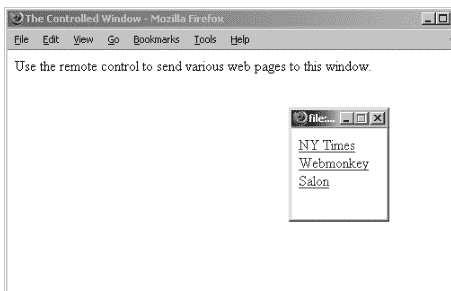 The Controlled Window - Mozilla Firefox
File Edit View Go Bookmarks Tools Help
Use the remote control to send various web pages to this window.
file:...
NY Times
Webmonkey
Salon